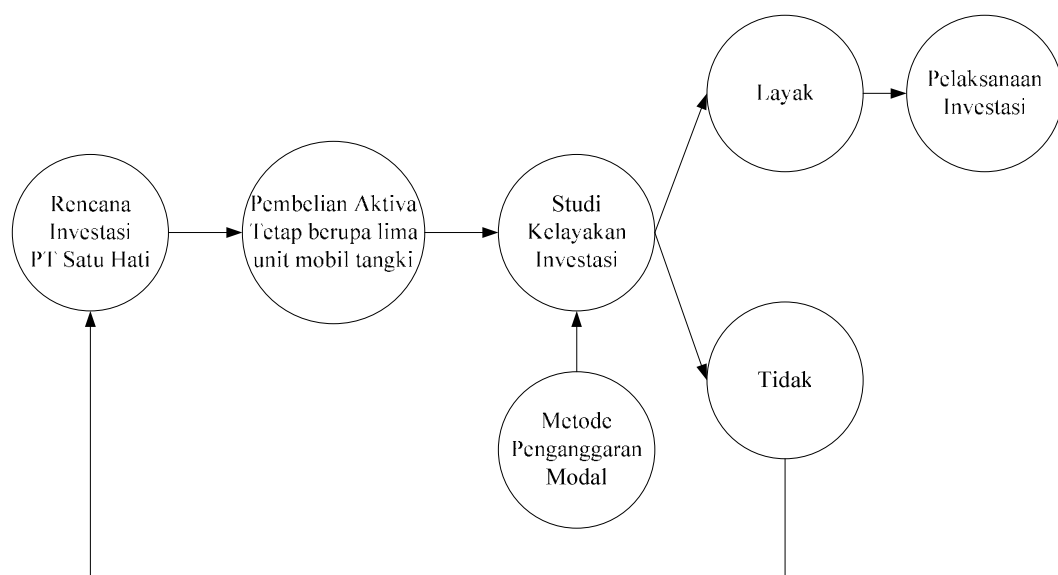 Rencana
Investasi
PT Satu Hati
Pembelian Aktiva
Tetap berupa lima
unit mobil tangki
Studi
Kelayakan
Investasi
Metode
Penganggaran
Modal
Layak
Pelaksanaan
Investasi
Tidak